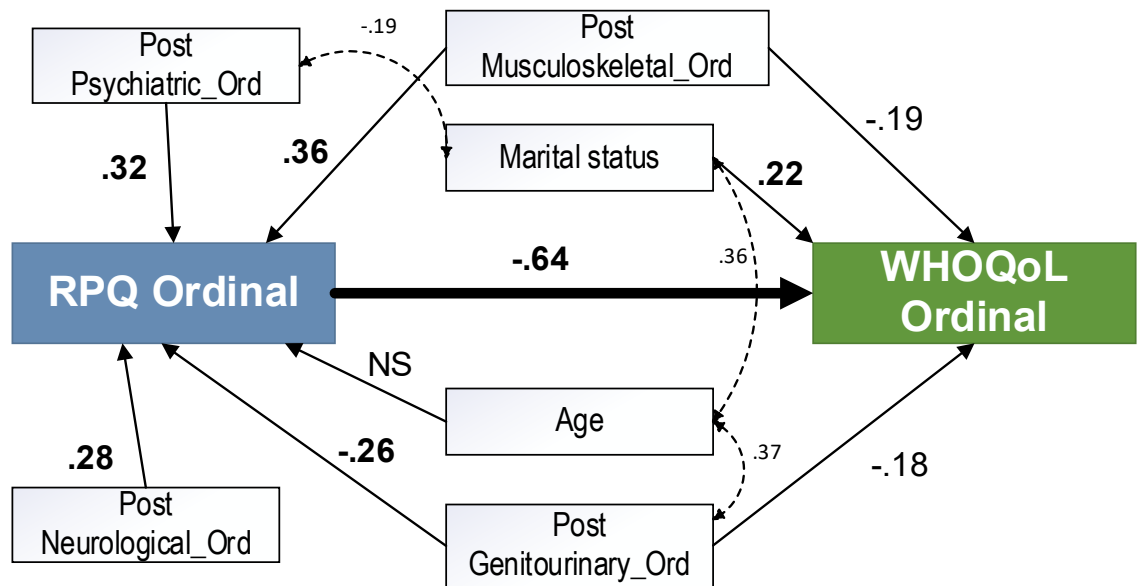 Post
Psychiatric_Ord
-.19
Post
Musculoskeletal_Ord
.32
.36
Marital status
-.19
.22
RPQ Ordinal
-.64
.36
WHOQoL
Ordinal
NS
Age
.28
-.26
.37
-.18
Post
Neurological_Ord
Post
Genitourinary_Ord